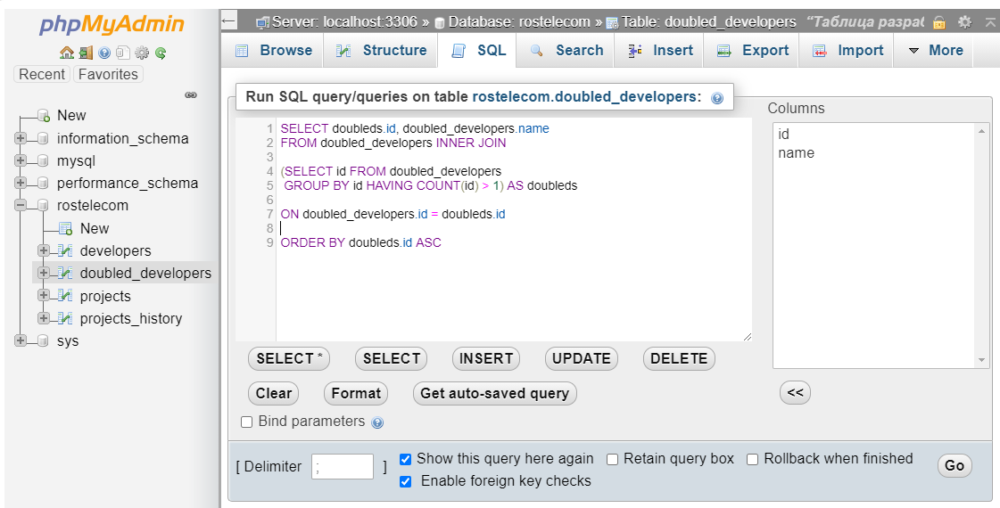 phpMyAdmin
Recent Favorites
New
information_schema
mysql
performance_schema
rostelecom
New
developers
doubled_developers
projects
projects_history
sys
Server: localhost:3306 » Database: rostelecom » Table: doubled_developers “Таблица разраб
Browse Structure SQL Search Insert Export Import More
Run SQL query/queries on table rostelecom.doubled_developers:
1 SELECT doubleds.id, doubled_developers.name
2 FROM doubled_developers INNER JOIN
3
4 (SELECT id FROM doubled_developers
5 GROUP BY id HAVING COUNT(id) > 1) AS doubleds
6
7 ON doubled_developers.id = doubleds.id
8
9 ORDER BY doubleds.id ASC
Columns
id
name
SELECT * SELECT INSERT UPDATE DELETE
Clear Format Get auto-saved query
<<
Bind parameters
[ Delimiter ; ]
Show this query here again Retain query box Rollback when finished
Enable foreign key checks
Go